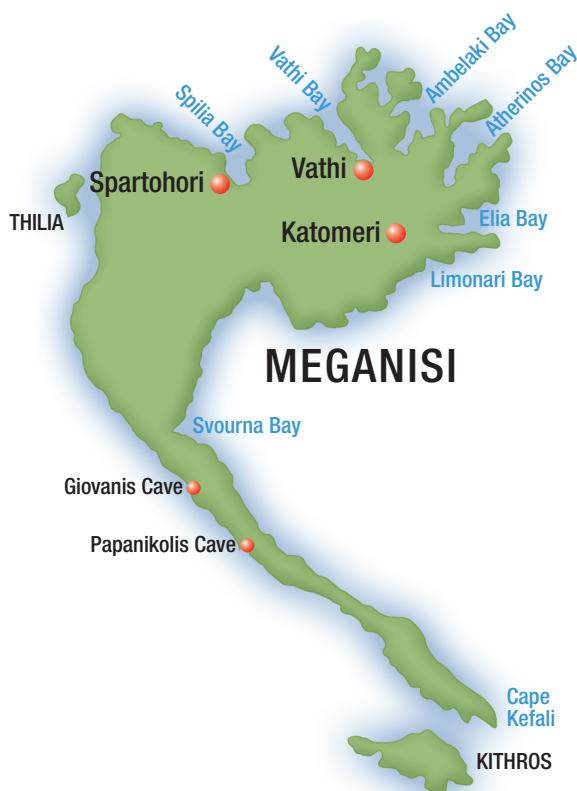 Vathi Bay
Ambelaki Bay
Spilia Bay
Atherinos Bay
Vathi
Spartohori
THILIA
Elia Bay
Katomeri
Limonari Bay
MEGANISI
Svourna Bay
Giovanis Cave
Papanikolis Cave
Cape
Kefali
KITHROS